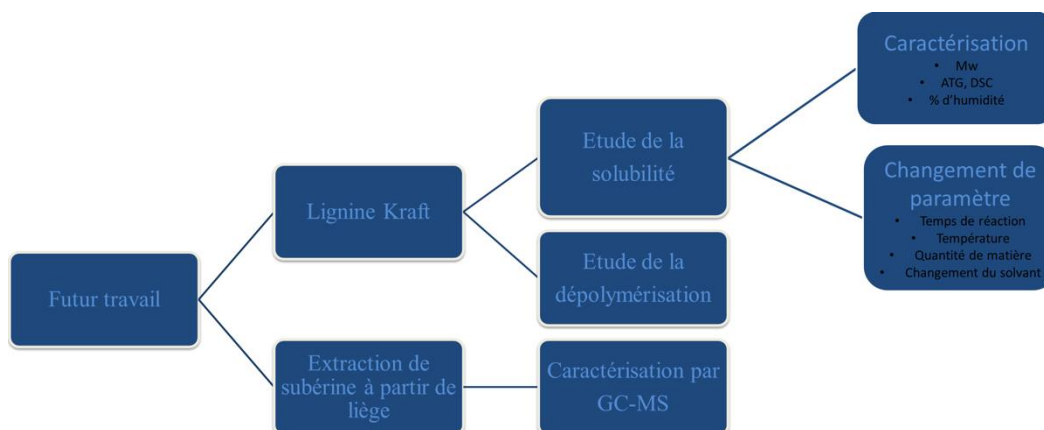 Futur travail
Lignine Kraft
Extraction de
subérine à partir de
liège
Etude de la
solubilité
Etude de la
dépolymérisation
Caractérisation par
GC-MS
Caractérisation
• Mw
• ATG, DSC
• % d'humidité
Changement de
paramètre
• Temps de réaction
• Température
• Quantité de matière
• Changement du solvant